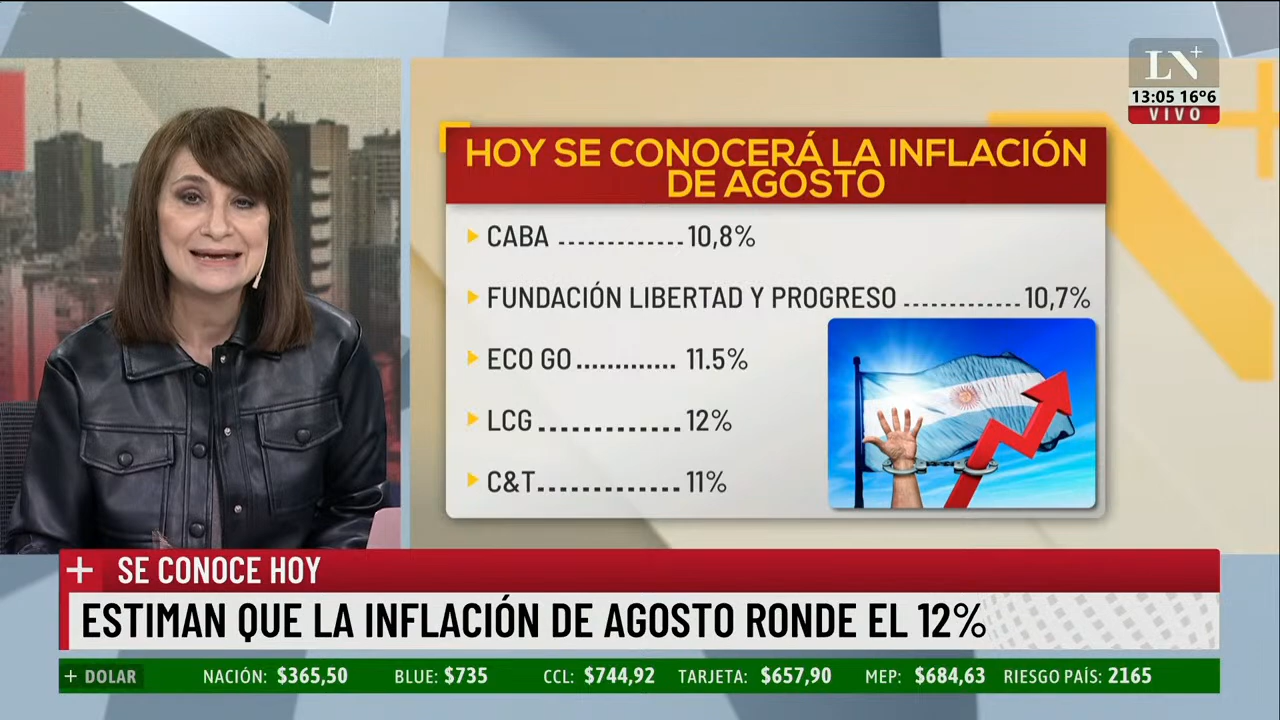 LN+
13:05 16°6
VIVO
HOY SE CONOCERÁ LA INFLACIÓN
DE AGOSTO
CABA .............10,8%
FUNDACIÓN LIBERTAD Y PROGRESO ............10,7%
ECO GO............. 11.5%
LCG..............12%
C&T..............11%
+ SE CONOCE HOY
ESTIMAN QUE LA INFLACIÓN DE AGOSTO RONDE EL 12%
+ DOLAR NACIÓN: $365,50 BLUE: $735 CCL: $744,92 TARJETA: $657,90 MEP: $684,63 RIESGO PAÍS: 2165